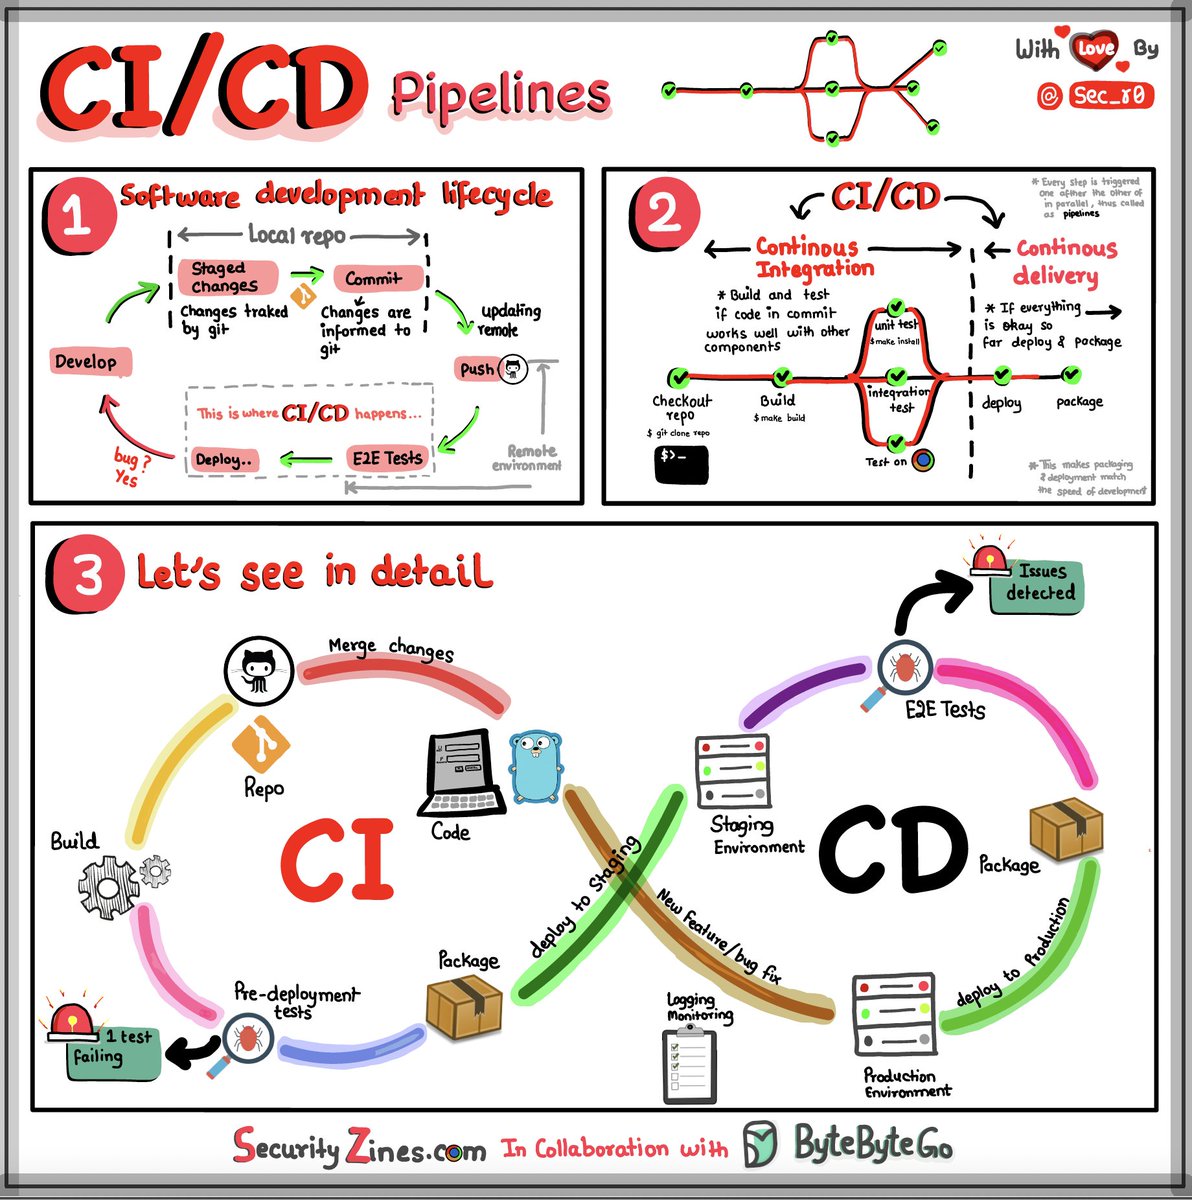 CI/CD Pipelines
With Love By
@ Sec_r0
1 Software development lifecycle
Local repo
Staged
changes
Commit
Changes traked
by git
Changes are
informed to
git
updating
remote
Develop
Push
This is where CI/CD happens...
Deploy..
E2E Tests
bug?
Yes
Remote
environment
2
CI/CD
* Every step is triggered
one afther the other of
in parallel, thus called
as pipelines
Continous
Integration
Continous
delivery
* Build and test
if code in commit
works well with other
components
* If everything
is okay so
far deploy & package
unit test
$ make install
Checkout
repo
$ git clone repo
$>_
Build
$ make build
integration
test
Test on
deploy
package
* This makes packaging
& deployment match
the speed of development
3 Let's see in detail
Issues
detected
Merge changes
E2E Tests
Repo
Code
Staging
Environment
Build
CI
CD
Package
deploy to Staging
New feature/bug fix
deploy to Production
Package
Pre-deployment
tests
1 test
failing
Logging
Monitoring
Production
Environment
SecurityZines.com In Collaboration with ByteByteGo